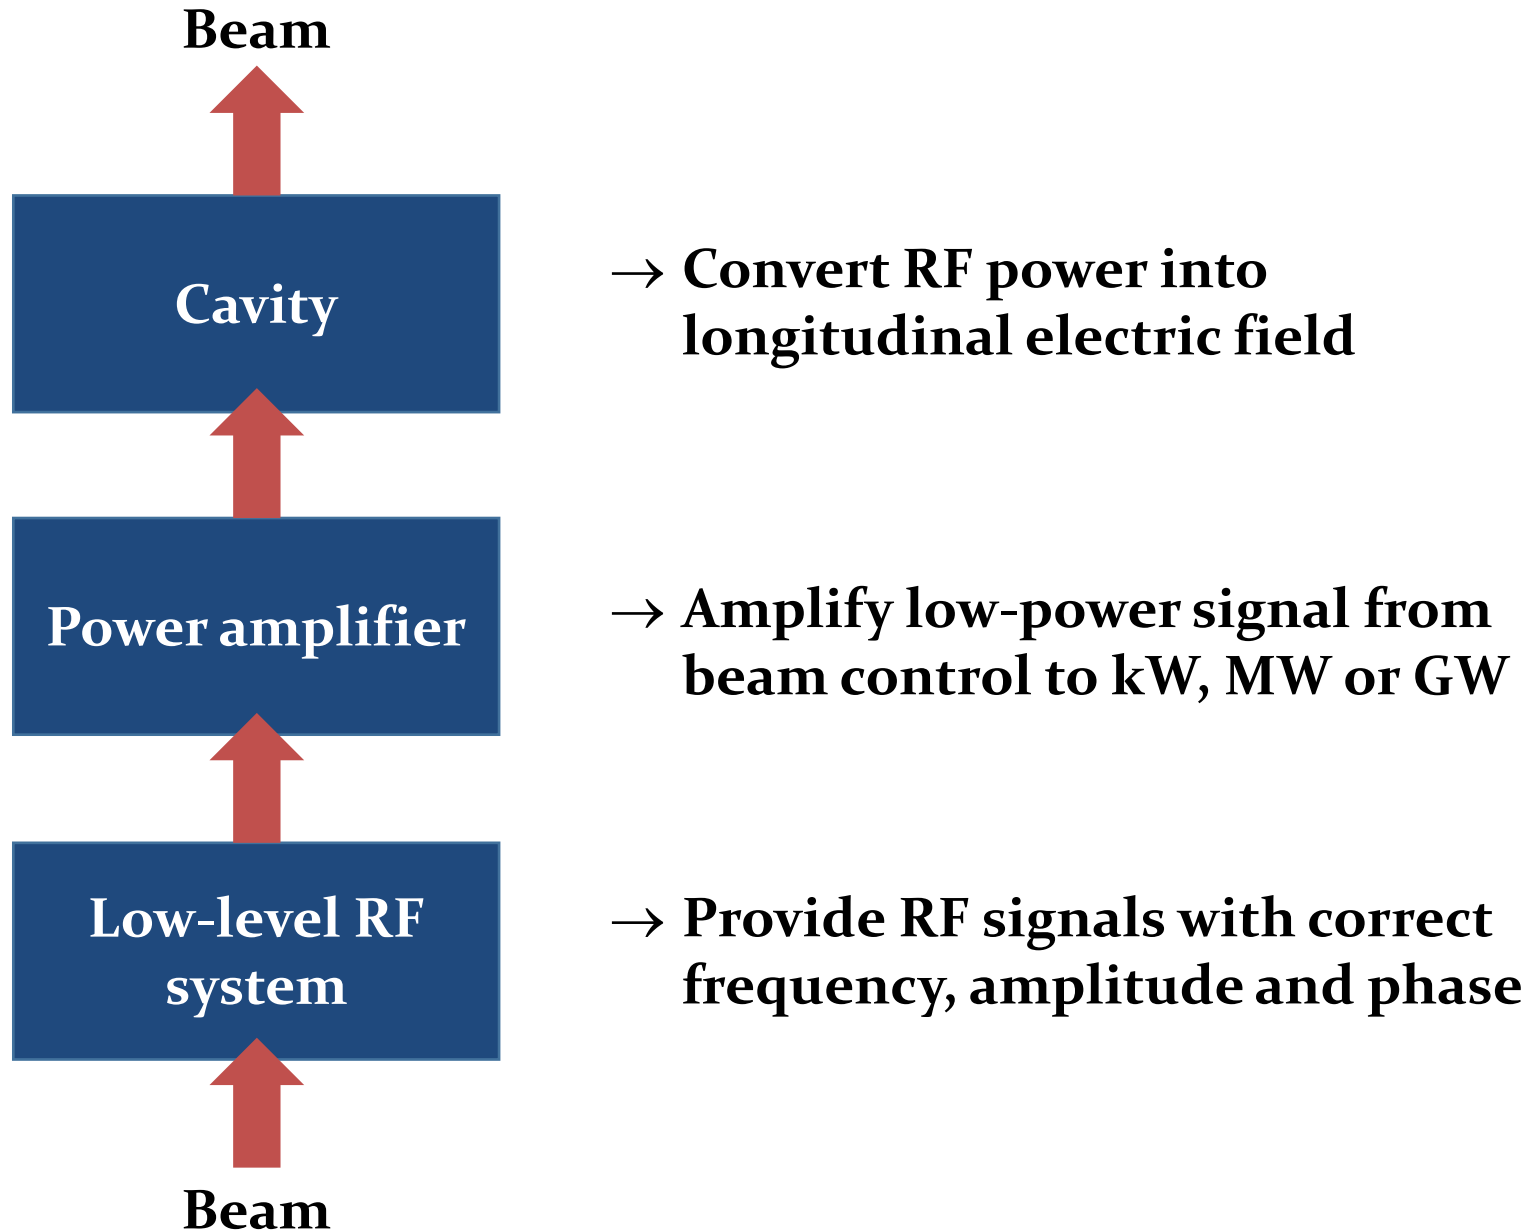 Beam
Cavity
→ Convert RF power into
longitudinal electric field
Power amplifier
→ Amplify low-power signal from
beam control to kW, MW or GW
Low-level RF
system
→ Provide RF signals with correct
frequency, amplitude and phase
Beam